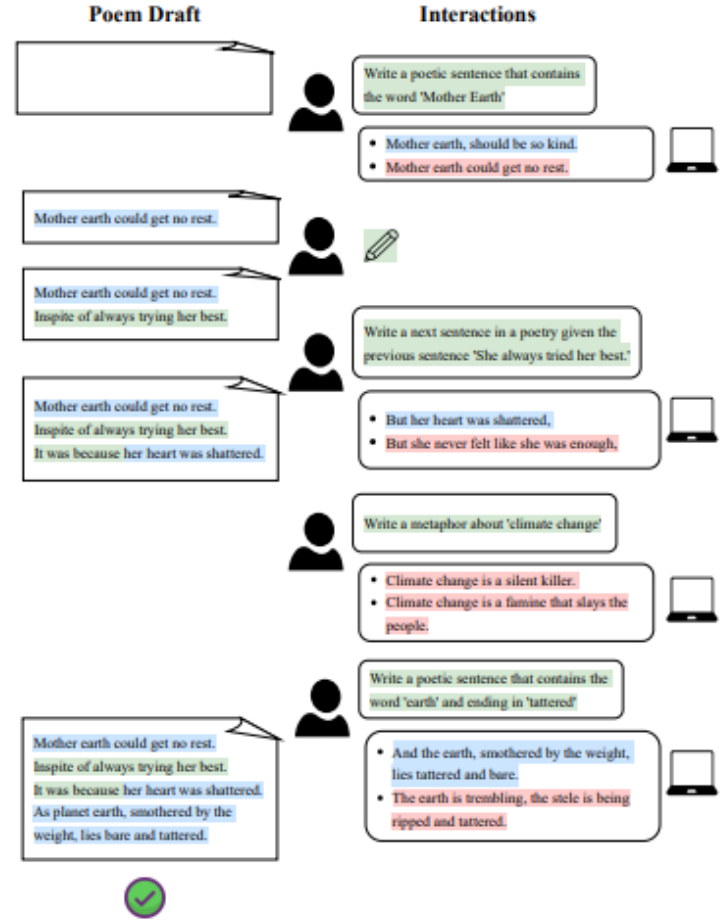 Poem Draft
Interactions
Write a poetic sentence that contains
the word 'Mother Earth'
• Mother earth, should be so kind.
• Mother earth could get no rest.
Mother earth could get no rest.
Mother earth could get no rest.
Inspite of always trying her best.
Write a next sentence in a poetry given the
previous sentence 'She always tried her best.'
Mother earth could get no rest.
Inspite of always trying her best.
It was because her heart was shattered.
• But her heart was shattered,
• But she never felt like she was enough,
Write a metaphor about 'climate change'
• Climate change is a silent killer.
• Climate change is a famine that slays the
people.
Write a poetic sentence that contains the
word 'earth' and ending in 'tattered'
Mother earth could get no rest.
Inspite of always trying her best.
It was because her heart was shattered.
As planet earth, smothered by the
weight, lies bare and tattered.
• And the earth, smothered by the weight,
lies tattered and bare.
• The earth is trembling, the stele is being
ripped and tattered.